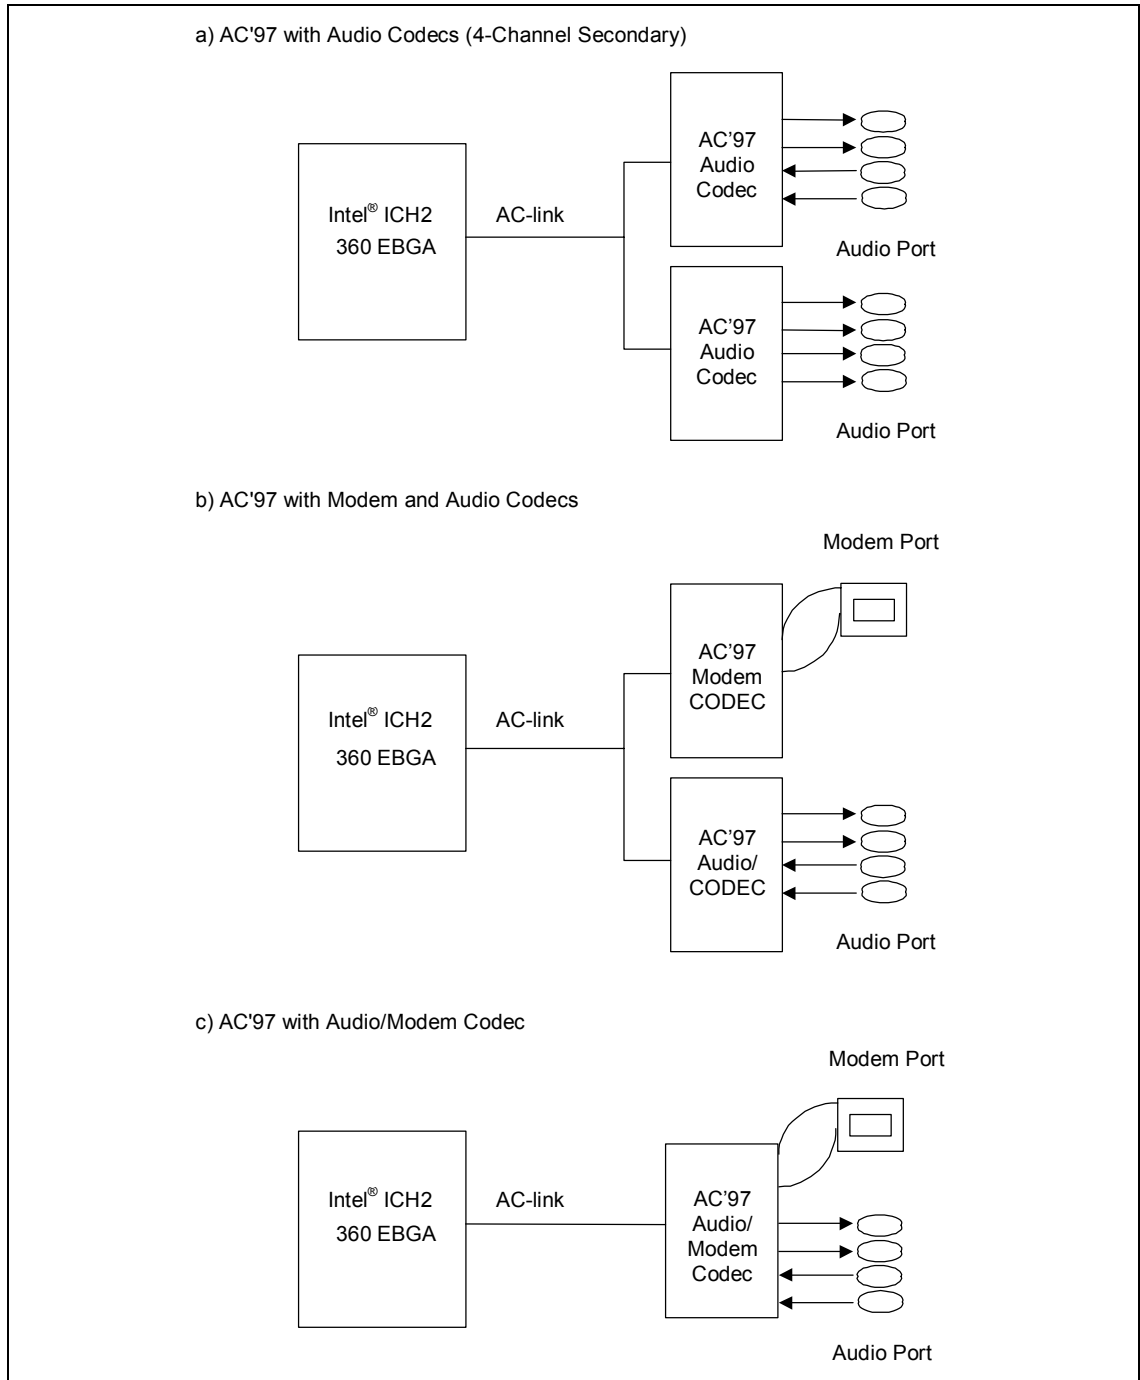 a) AC'97 with Audio Codecs (4-Channel Secondary)
Intel® ICH2
360 EBGA
AC-link
AC'97
Audio
Codec
Audio Port
AC'97
Audio
Codec
Audio Port
b) AC'97 with Modem and Audio Codecs
Modem Port
Intel® ICH2
360 EBGA
AC-link
AC'97
Modem
CODEC
AC'97
Audio/
CODEC
Audio Port
c) AC'97 with Audio/Modem Codec
Modem Port
Intel® ICH2
360 EBGA
AC-link
AC'97
Audio/
Modem
Codec
Audio Port